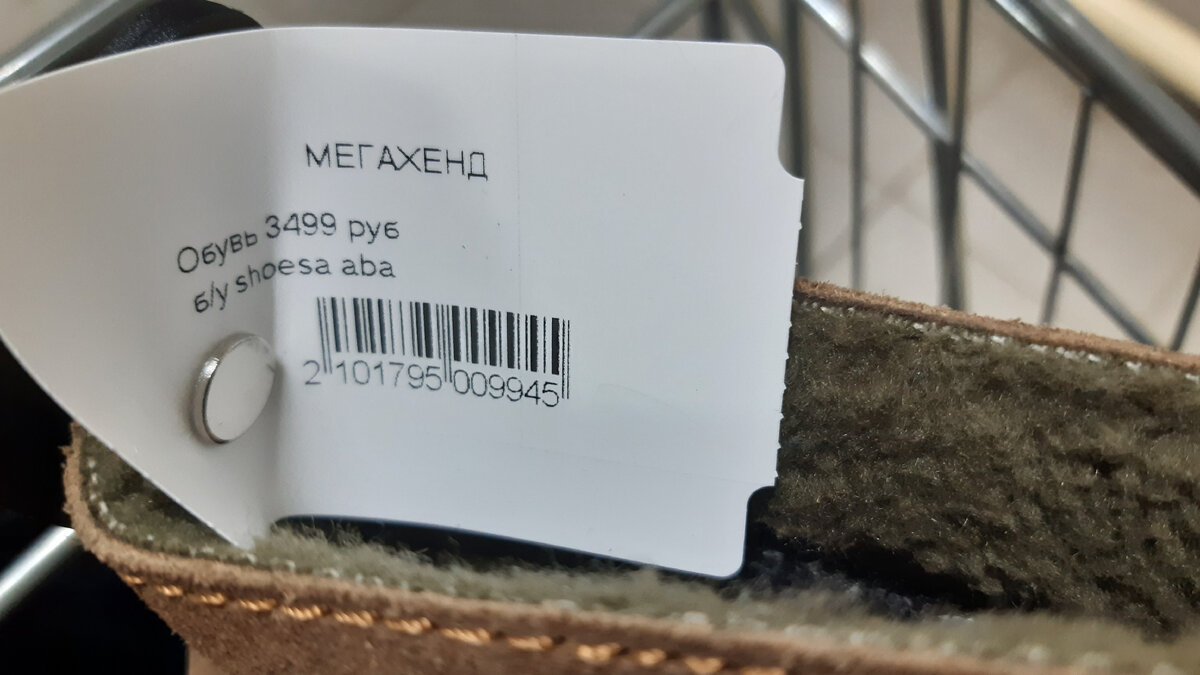 МЕГАХЕНД
Обувь 3499 руб
б/у shoesa aba
2 101795 009945